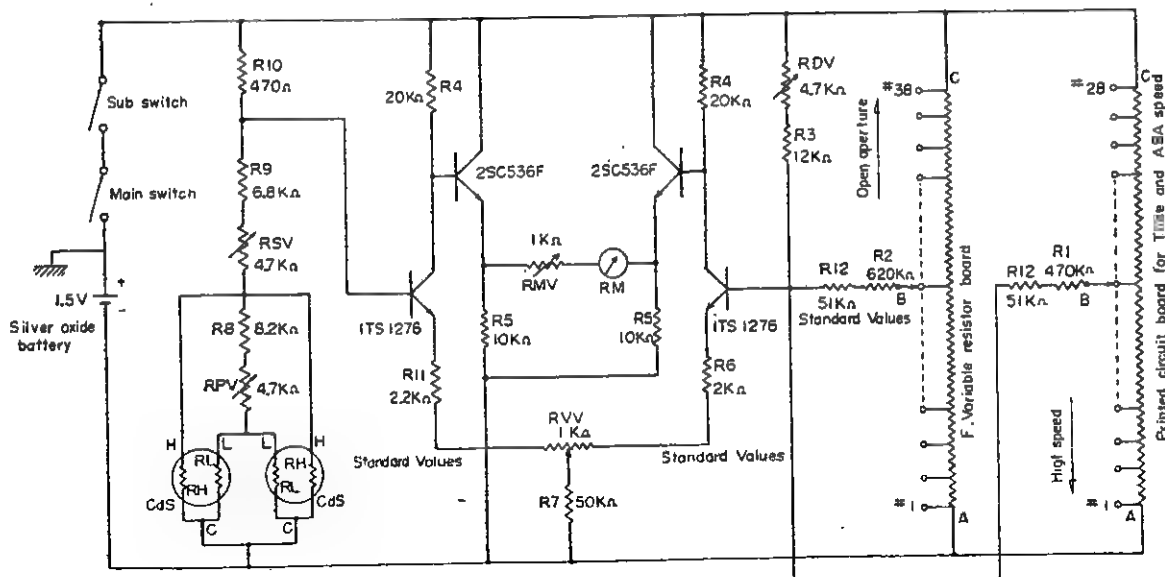 R10
470Ω
Sub switch
Main switch
R9
6.8KΩ
RSV
4.7KΩ
+
1.5V
-
Silver oxide
battery
R8
8.2KΩ
RPV
4.7KΩ
H
L
L
H
RL
RH
RH
RL
CdS
CdS
C
C
R4
20KΩ
2SC536F
2SC536F
R4
20KΩ
1KΩ
RMV
RM
1TS1276
1TS1276
R5
10KΩ
R5
10KΩ
R11
2.2KΩ
R6
2KΩ
RVV
1KΩ
Standard Values
Standard Values
R7
50KΩ
RDV
4.7KΩ
R3
12KΩ
R12
51KΩ
R2
620KΩ
B
Standard Values
Open aperture
#38
C
#1
A
F. Variable resistor board
R12
51KΩ
R1
470KΩ
B
High speed
#28
C
#1
A
Printed circuit board for Time and ASA speed